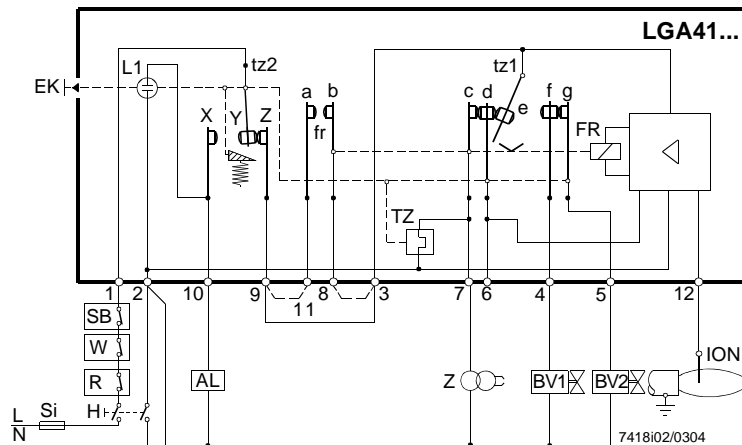 LGA41...
EK
L1
tz2
tz1
X
Y
Z
a
b
fr
c
d
e
f
g
FR
TZ
1
2
10
9
11
8
3
7
6
4
5
12
SB
W
R
H
AL
Z
BV1
BV2
ION
L
N
Si
7418i02/0304